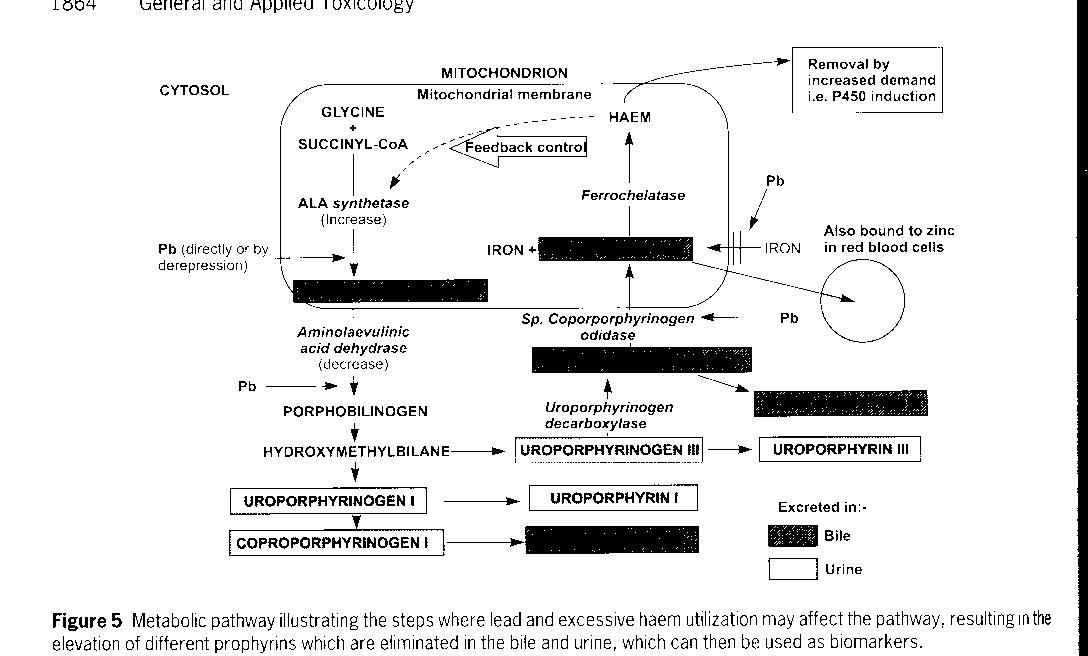 1864 General and Applied Toxicology
MITOCHONDRION
Mitochondrial membrane
CYTOSOL
Removal by
increased demand
i.e. P450 induction
GLYCINE
+
SUCCINYL-CoA
HAEM
Feedback control
ALA synthetase
(Increase)
Ferrochelatase
Pb
Pb (directly or by
derepression)
IRON +
IRON
Also bound to zinc
in red blood cells
Aminolaevulinic
acid dehydrase
(decrease)
Sp. Coporporphyrinogen
odidase
Pb
Pb
PORPHOBILINOGEN
Uroporphyrinogen
decarboxylase
HYDROXYMETHYLBILANE
UROPORPHYRINOGEN III
UROPORPHYRIN III
UROPORPHYRINOGEN I
UROPORPHYRIN I
COPROPORPHYRINOGEN I
Excreted in:-
Bile
Urine
Figure 5 Metabolic pathway illustrating the steps where lead and excessive haem utilization may affect the pathway, resulting in the
elevation of different prophyrins which are eliminated in the bile and urine, which can then be used as biomarkers.